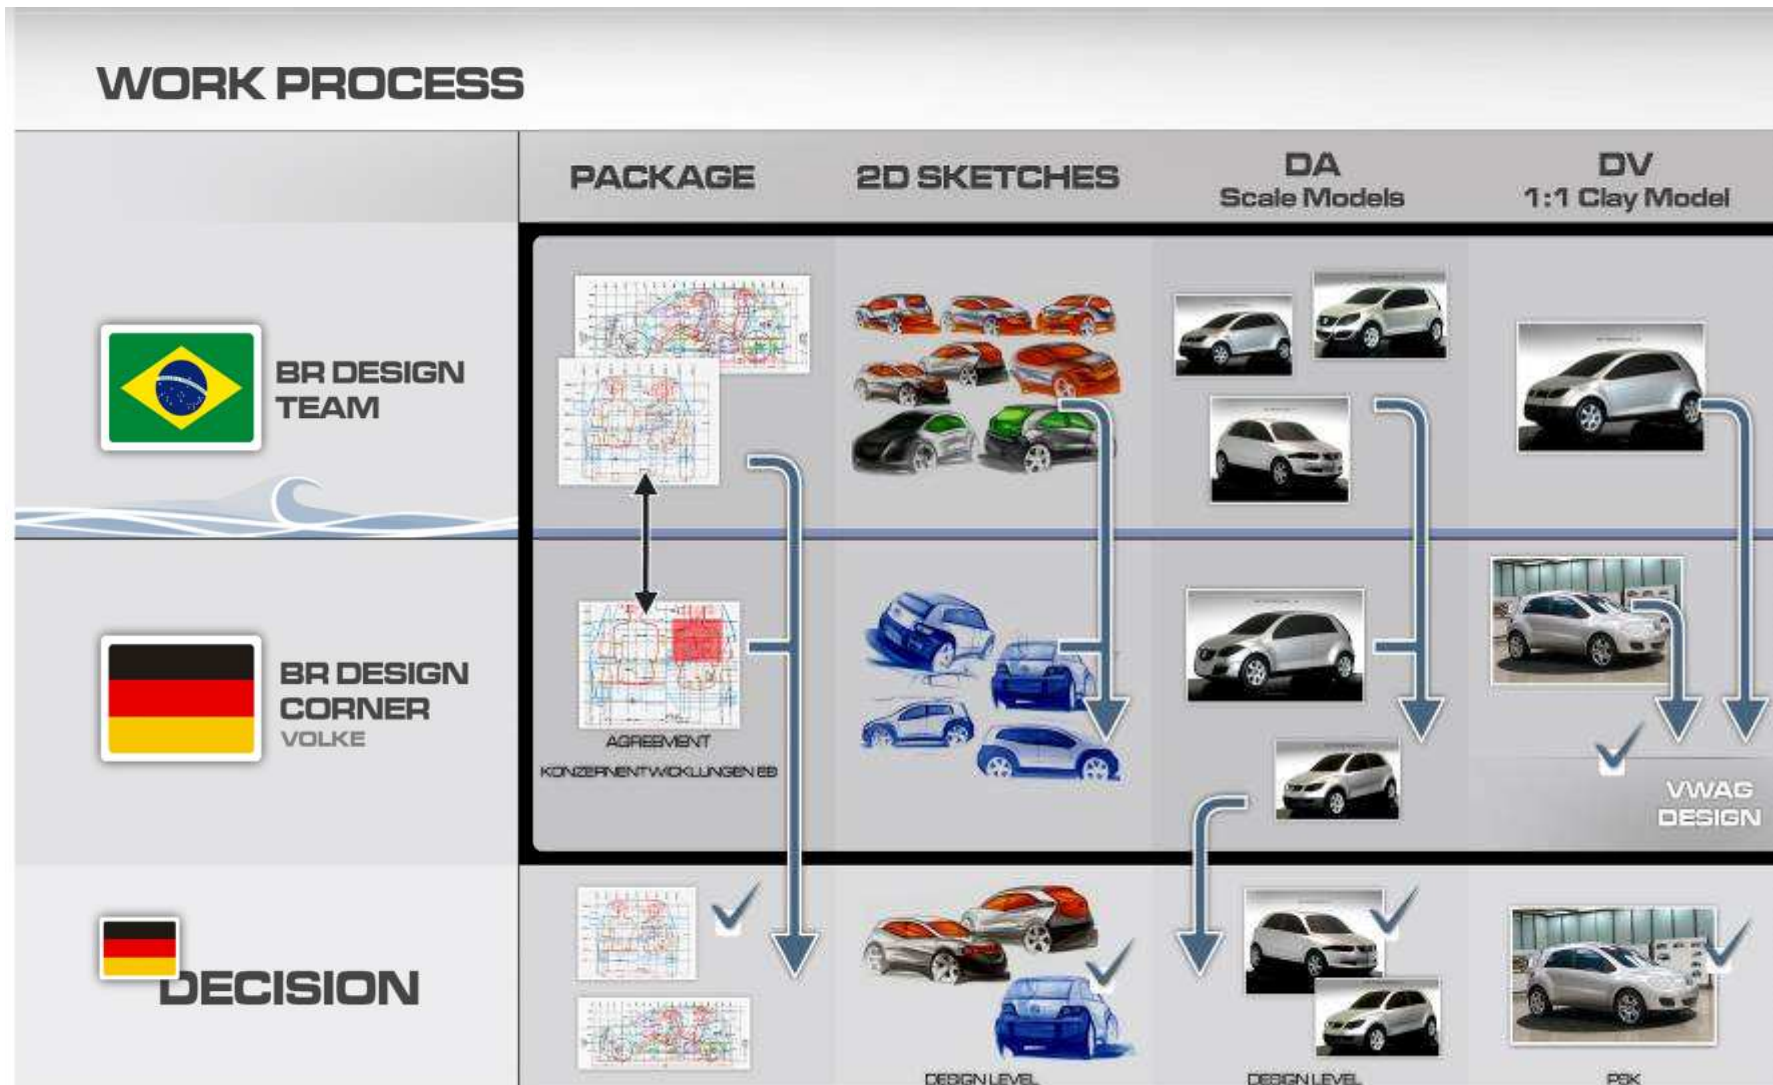 WORK PROCESS
PACKAGE
2D SKETCHES
DA
Scale Models
DV
1:1 Clay Model
BR DESIGN
TEAM
BR DESIGN
CORNER
VOLKE
AGREEMENT
KONZERNENTWICKLUNGEN
VWAG
DESIGN
DECISION
DESIGN LEVEL
DESIGN LEVEL
PSK